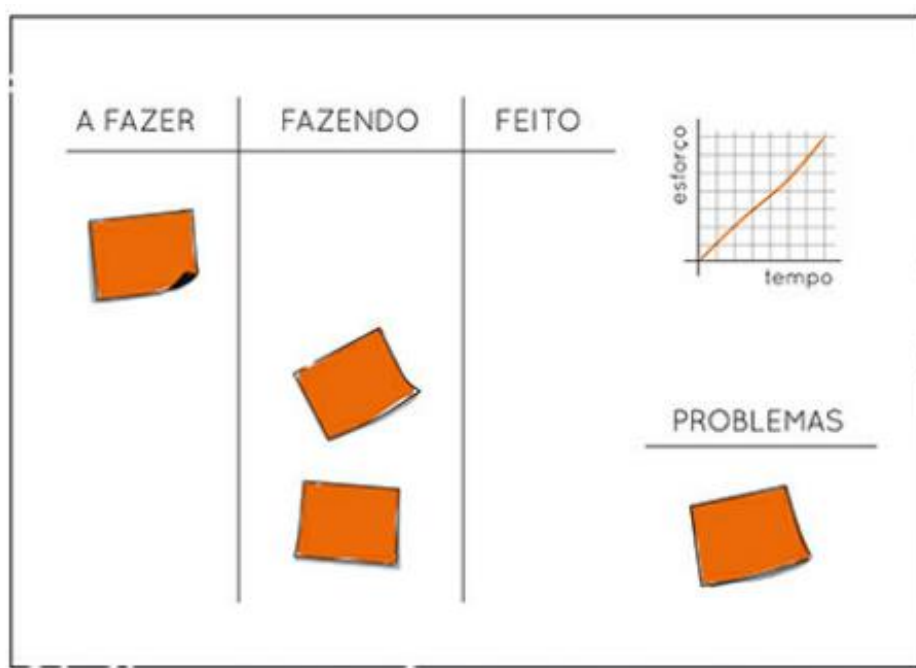 A FAZER
FAZENDO
FEITO
esforço
tempo
PROBLEMAS